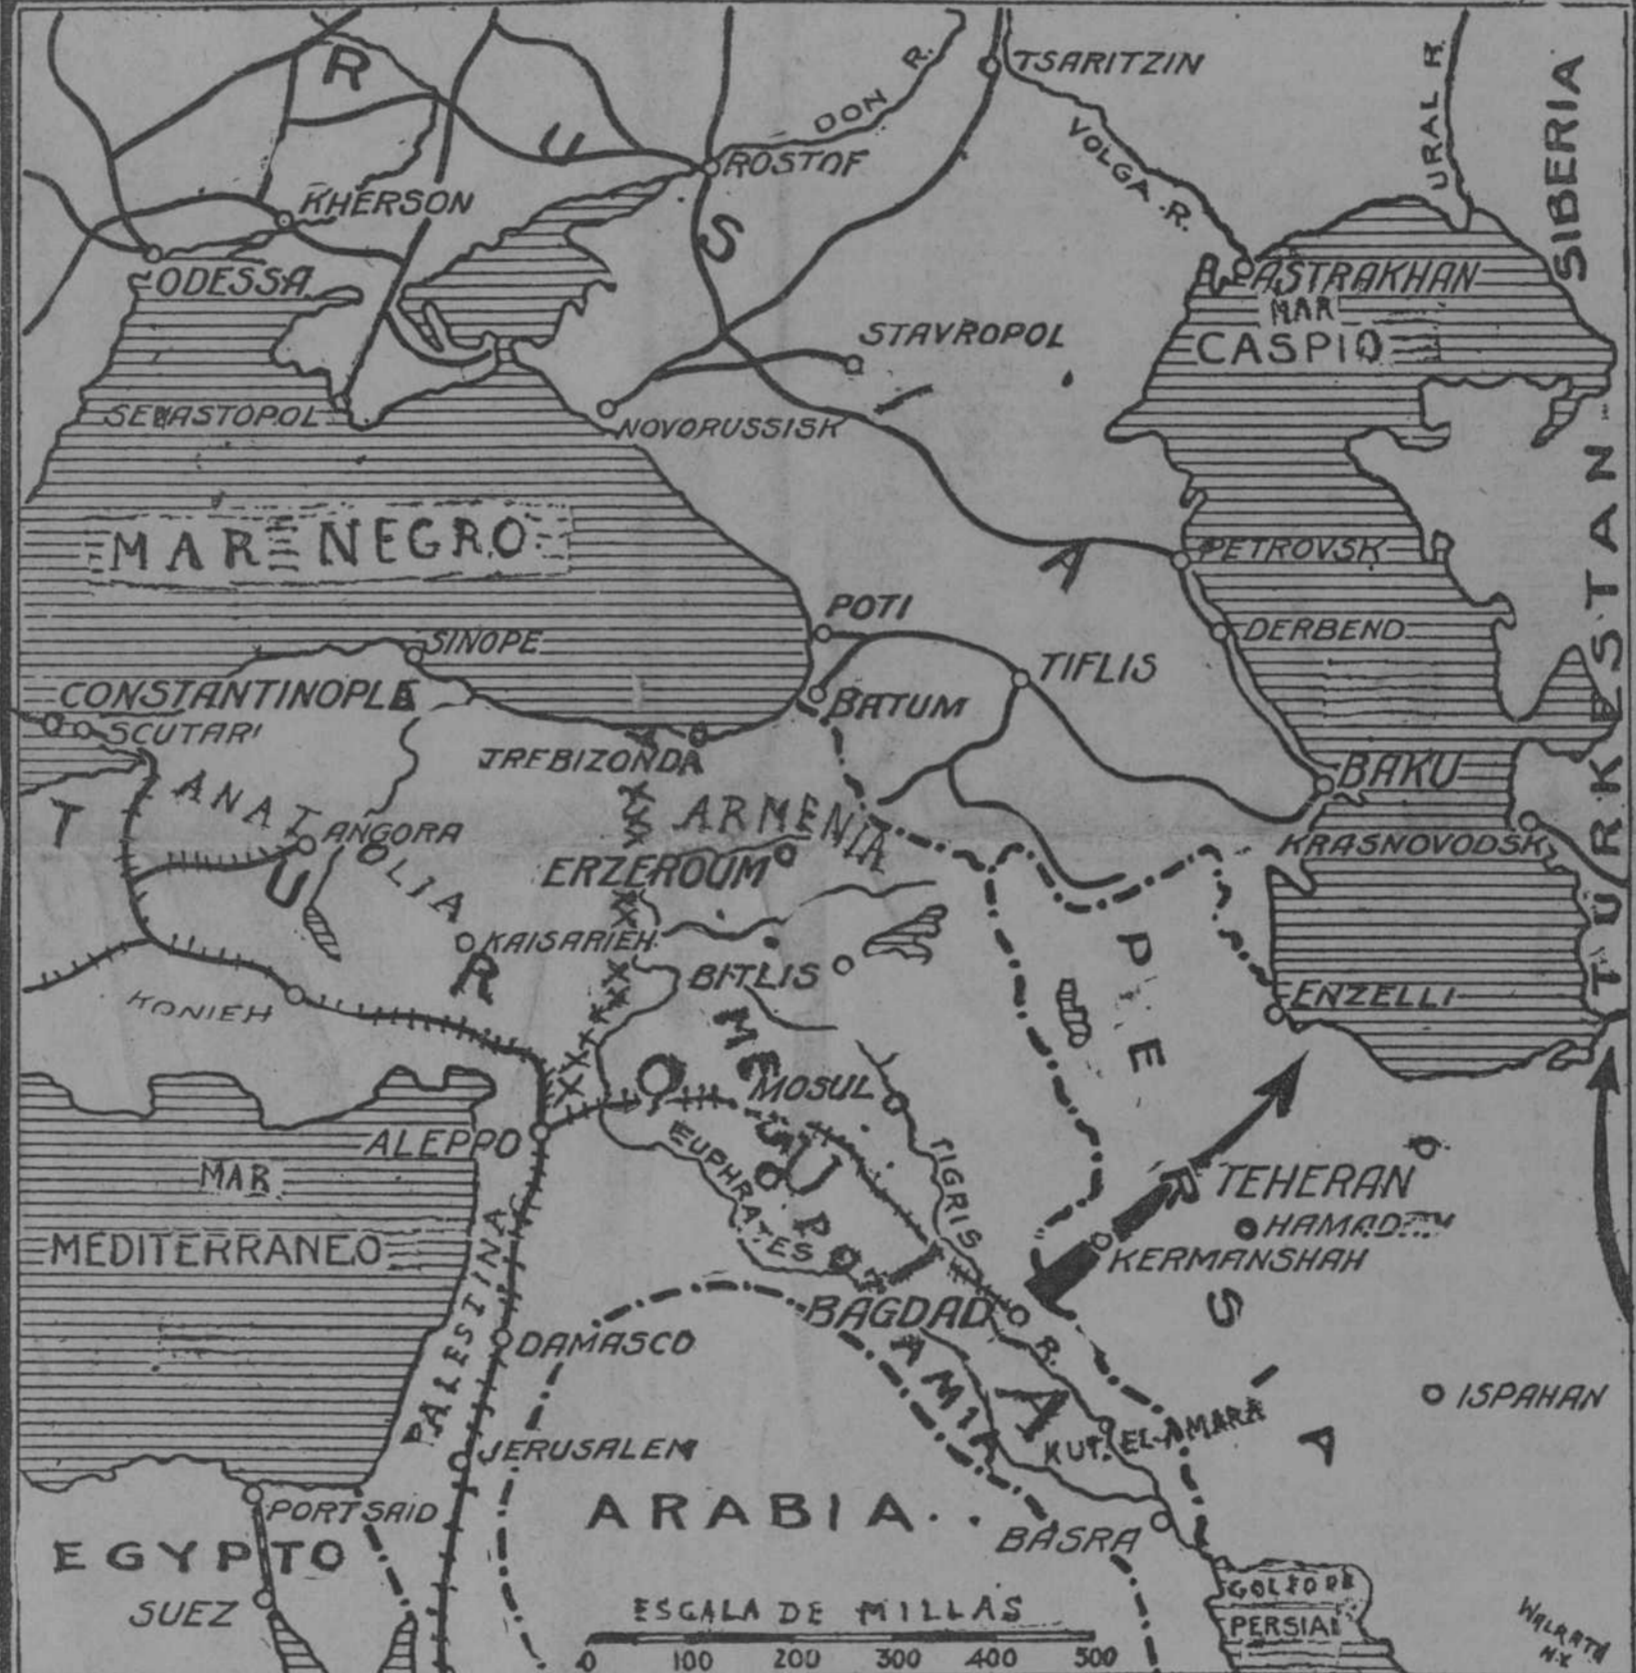 RUSIA
TSARITZIN
DON R.
VOLGA R.
URAL R.
SIBERIA
ROSTOF
KHERSON
ODESSA
ASTRAKHAN
MAR
CASPIO
STAVROPOL
SEVASTOPOL
NOVORUSSISK
MAR NEGRO
PETROVSK
TURKESTAN
POTI
DERBEND
SINOPE
TIFLIS
CONSTANTINOPLE
BATUM
SCUTARI
TREBIZONDA
BAKU
ANATOLIA
ARMENIA
ANGORA
KRASNOVODSK
ERZEROUM
TURQUIA
KAISARIEH
BITLIS
PERSIA
KONIEH
ENZELLI
MESOPOTAMIA
MOSUL
ALEPPO
EUPHRATES
TIGRIS R.
MAR
MEDITERRANEO
TEHERAN
KERMANSHAH
PALESTINA
BAGDAD
DAMASCO
ISPAHAN
KUT-EL-AMARA
JERUSALEM
PORT SAID
ARABIA
BASRA
EGYPTO
SUEZ
GOLFO DE
PERSIA
ESCALA DE MILLAS
0 100 200 300 400 500